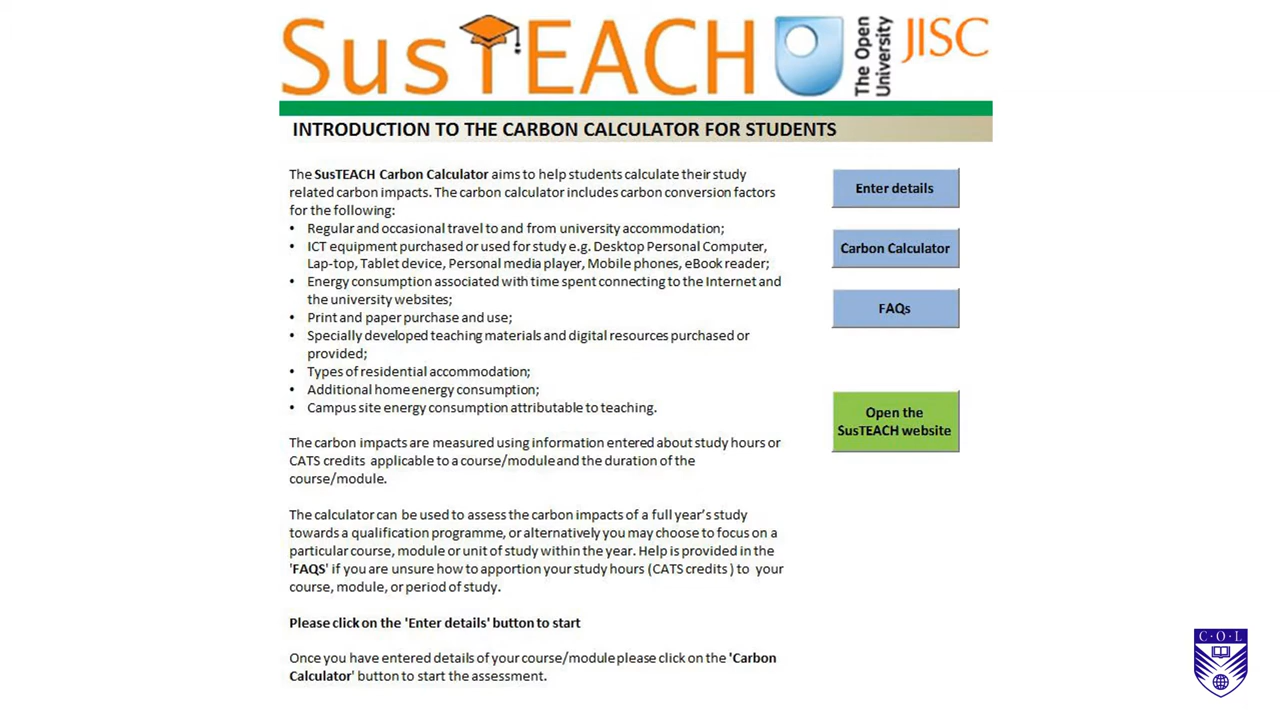 SusTEACH
The Open
University
JISC
INTRODUCTION TO THE CARBON CALCULATOR FOR STUDENTS
The SusTEACH Carbon Calculator aims to help students calculate their study
related carbon impacts. The carbon calculator includes carbon conversion factors
for the following:
• Regular and occasional travel to and from university accommodation;
• ICT equipment purchased or used for study e.g. Desktop Personal Computer,
Lap-top, Tablet device, Personal media player, Mobile phones, eBook reader;
• Energy consumption associated with time spent connecting to the Internet and
the university websites;
• Print and paper purchase and use;
• Specially developed teaching materials and digital resources purchased or
provided;
• Types of residential accommodation;
• Additional home energy consumption;
• Campus site energy consumption attributable to teaching.
The carbon impacts are measured using information entered about study hours or
CATS credits applicable to a course/module and the duration of the
course/module.
The calculator can be used to assess the carbon impacts of a full year's study
towards a qualification programme, or alternatively you may choose to focus on a
particular course, module or unit of study within the year. Help is provided in the
'FAQS' if you are unsure how to apportion your study hours (CATS credits ) to your
course, module, or period of study.
Please click on the 'Enter details' button to start
Once you have entered details of your course/module please click on the 'Carbon
Calculator' button to start the assessment.
Enter details
Carbon Calculator
FAQs
Open the
SusTEACH website
C·O·L